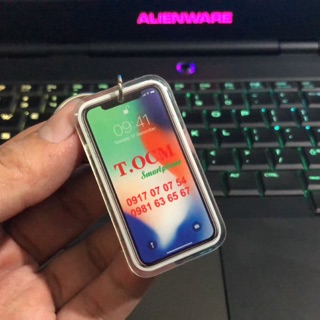 ALIENWARE
09:41
T.OCM
Smartphone
0917 07 07 54
0981 63 65 67